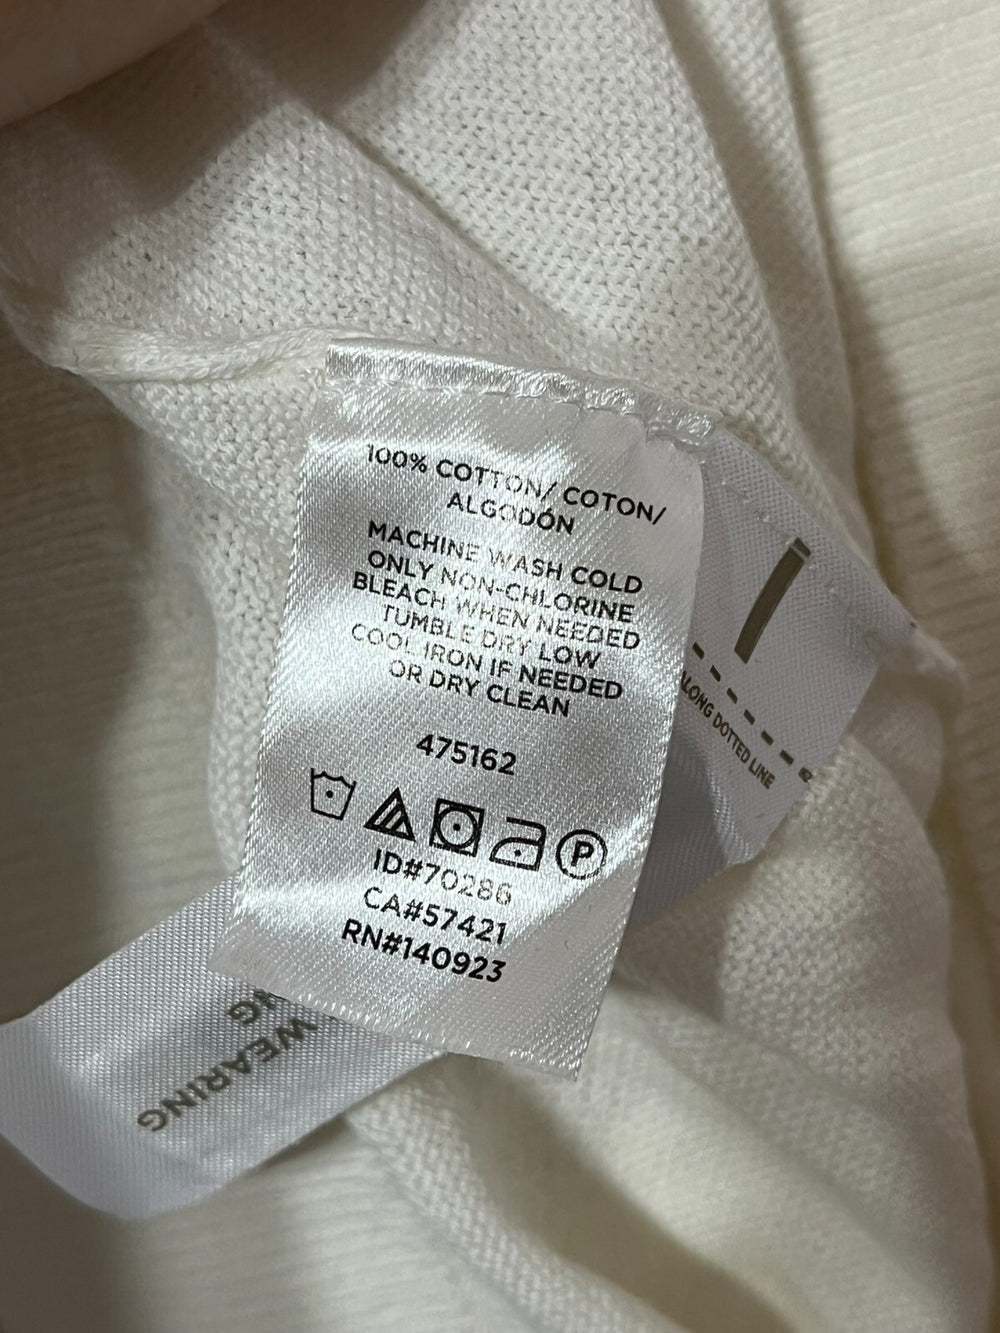 100% COTTON/ COTON/
ALGODÓN
MACHINE WASH COLD
ONLY NON-CHLORINE
BLEACH WHEN NEEDED
TUMBLE DRY LOW
COOL IRON IF NEEDED
OR DRY CLEAN
475162
P
ID#70286
CA#57421
RN#140923
LONG DOTTED LINE
WEARING